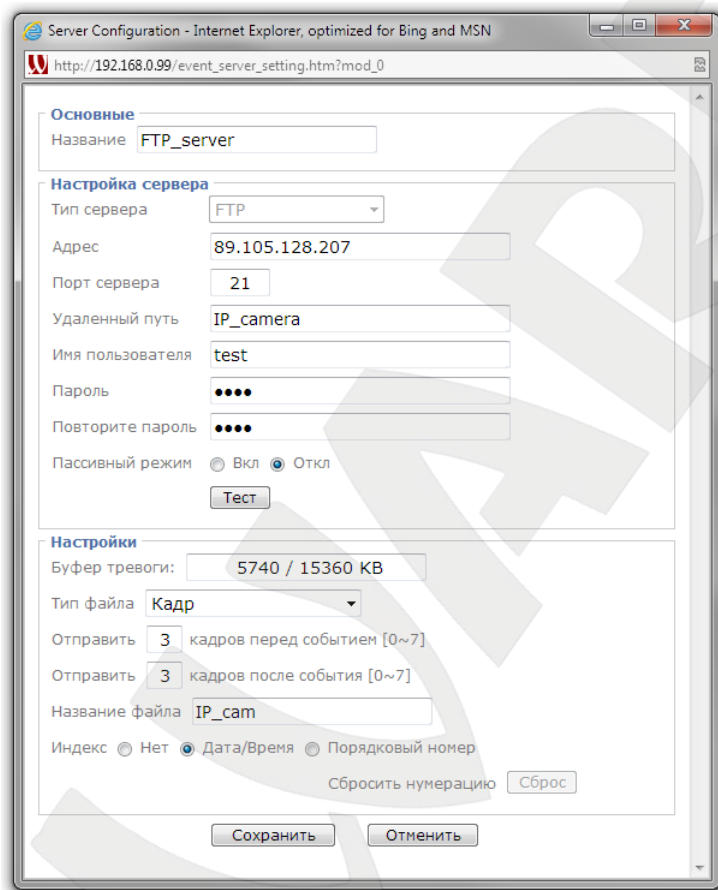 Server Configuration - Internet Explorer, optimized for Bing and MSN
http://192.168.0.99/event_server_setting.htm?mod_0
Основные
Название FTP_server
Настройка сервера
Тип сервера FTP
Адрес 89.105.128.207
Порт сервера 21
Удаленный путь IP_camera
Имя пользователя test
Пароль ••••
Повторите пароль ••••
Пассивный режим Вкл Откл
Тест
Настройки
Буфер тревоги: 5740 / 15360 KB
Тип файла Кадр
Отправить 3 кадров перед событием [0~7]
Отправить 3 кадров после события [0~7]
Название файла IP_cam
Индекс Нет Дата/Время Порядковый номер
Сбросить нумерацию Сброс
Сохранить Отменить